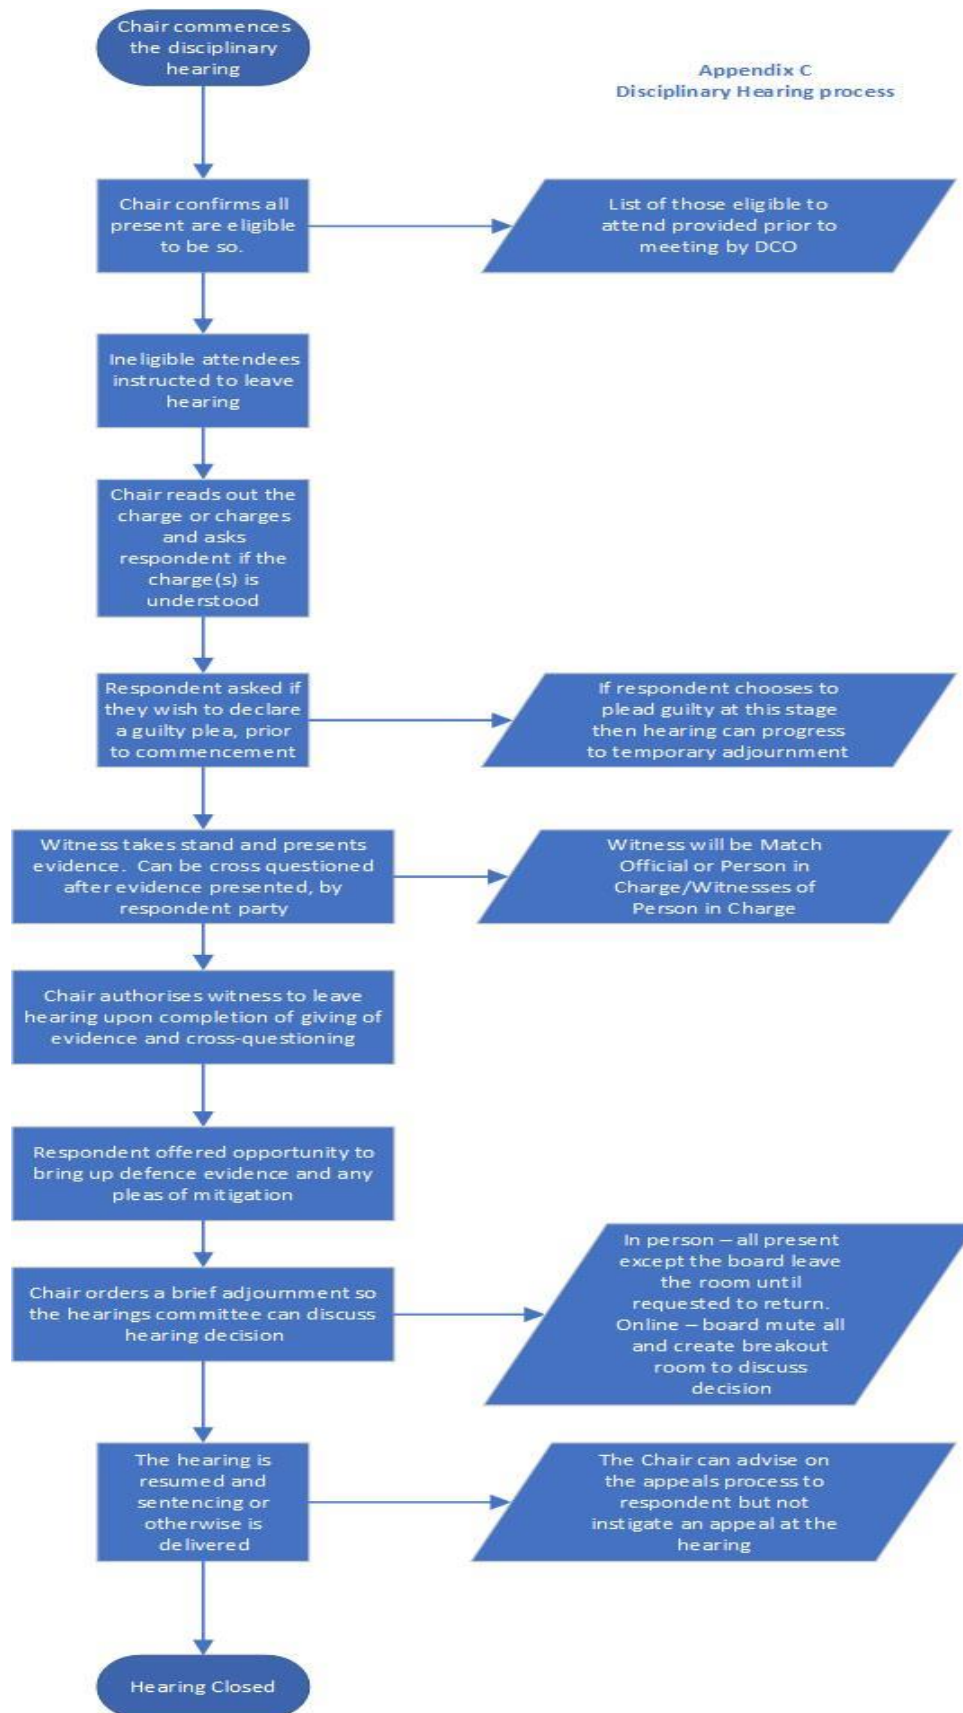 Chair commences
the disciplinary
hearing
Appendix C
Disciplinary Hearing process
Chair confirms all
present are eligible
to be so.
List of those eligible to
attend provided prior to
meeting by DCO
Ineligible attendees
instructed to leave
hearing
Chair reads out the
charge or charges
and asks
respondent if the
charge(s) is
understood
Respondent asked if
they wish to declare
a guilty plea, prior
to commencement
If respondent chooses to
plead guilty at this stage
then hearing can progress
to temporary adjournment
Witness takes stand and presents
evidence. Can be cross questioned
after evidence presented, by
respondent party
Witness will be Match
Official or Person in
Charge/Witnesses of
Person in Charge
Chair authorises witness to leave
hearing upon completion of giving of
evidence and cross-questioning
Respondent offered opportunity to
bring up defence evidence and any
pleas of mitigation
Chair orders a brief adjournment so
the hearings committee can discuss
hearing decision
In person – all present
except the board leave
the room until
requested to return.
Online – board mute all
and create breakout
room to discuss
decision
The hearing is
resumed and
sentencing or
otherwise is
delivered
The Chair can advise on
the appeals process to
respondent but not
instigate an appeal at the
hearing
Hearing Closed